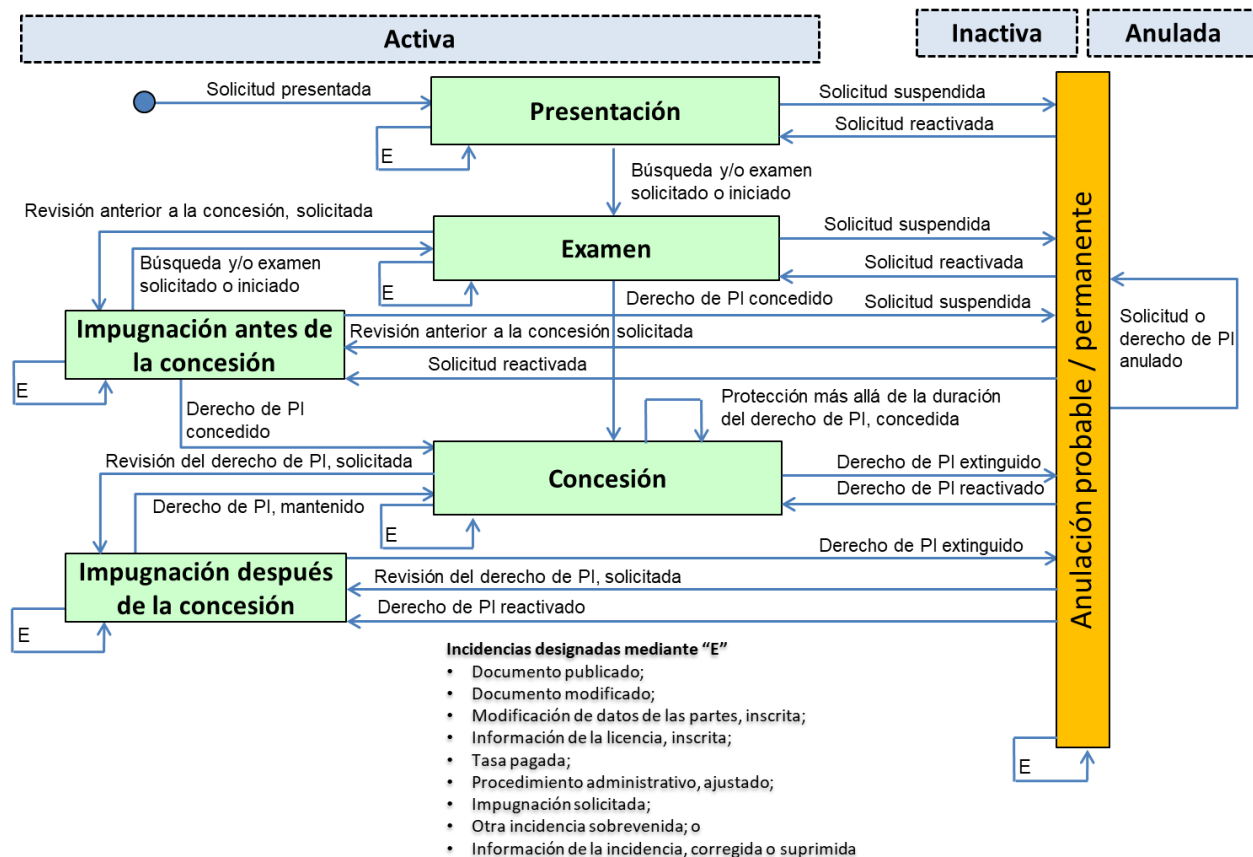 Activa
Inactiva
Anulada
Solicitud presentada
Presentación
Solicitud suspendida
Solicitud reactivada
E
Búsqueda y/o examen
solicitado o iniciado
Revisión anterior a la concesión, solicitada
Examen
Solicitud suspendida
Solicitud reactivada
Búsqueda y/o examen
solicitado o iniciado
E
Derecho de PI concedido
Solicitud suspendida
Impugnación antes de
la concesión
Revisión anterior a la concesión solicitada
Solicitud reactivada
E
Solicitud o
derecho de PI
anulado
Anulación probable / permanente
Derecho de PI
concedido
Protección más allá de la duración
del derecho de PI, concedida
Revisión del derecho de PI, solicitada
Concesión
Derecho de PI extinguido
Derecho de PI reactivado
Derecho de PI, mantenido
E
Derecho de PI extinguido
Impugnación después
de la concesión
Revisión del derecho de PI, solicitada
Derecho de PI reactivado
E
Incidencias designadas mediante “E”
• Documento publicado;
• Documento modificado;
• Modificación de datos de las partes, inscrita;
• Información de la licencia, inscrita;
• Tasa pagada;
• Procedimiento administrativo, ajustado;
• Impugnación solicitada;
• Otra incidencia sobrevenida; o
• Información de la incidencia, corregida o suprimida
E